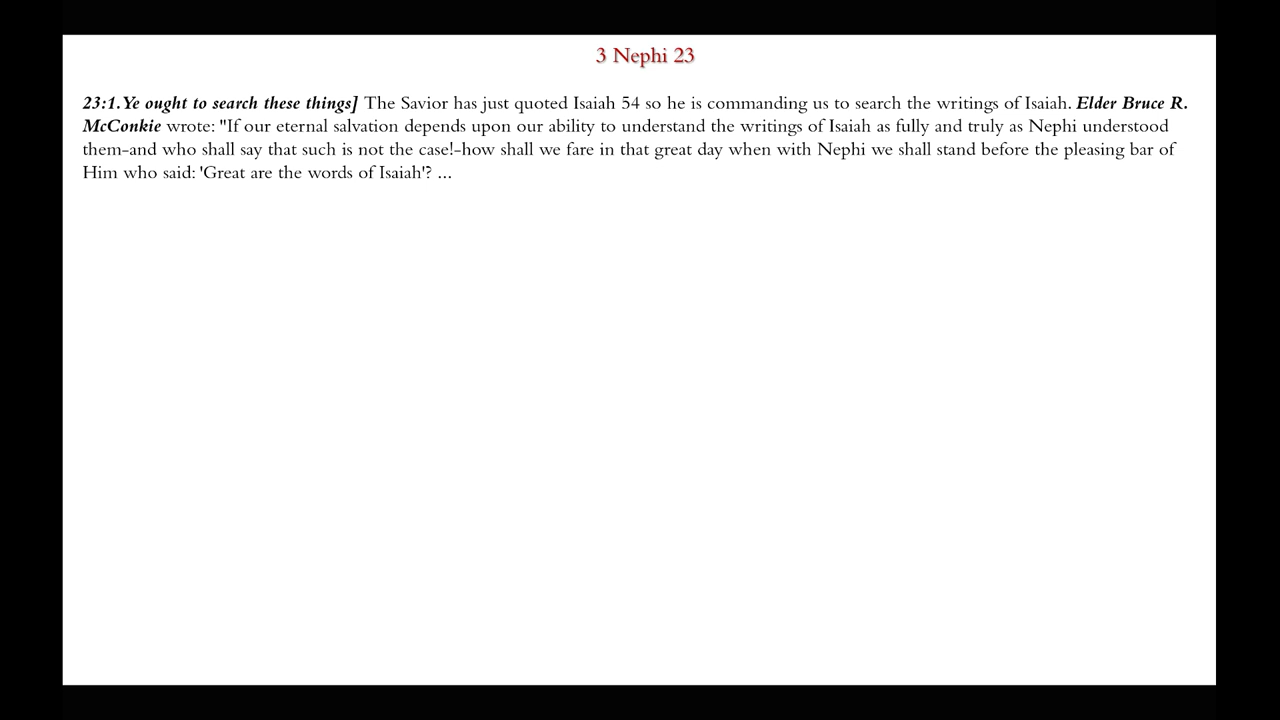 3 Nephi 23
23:1.Ye ought to search these things] The Savior has just quoted Isaiah 54 so he is commanding us to search the writings of Isaiah. Elder Bruce R.
McConkie wrote: "If our eternal salvation depends upon our ability to understand the writings of Isaiah as fully and truly as Nephi understood
them-and who shall say that such is not the case!-how shall we fare in that great day when with Nephi we shall stand before the pleasing bar of
Him who said: 'Great are the words of Isaiah'? ...